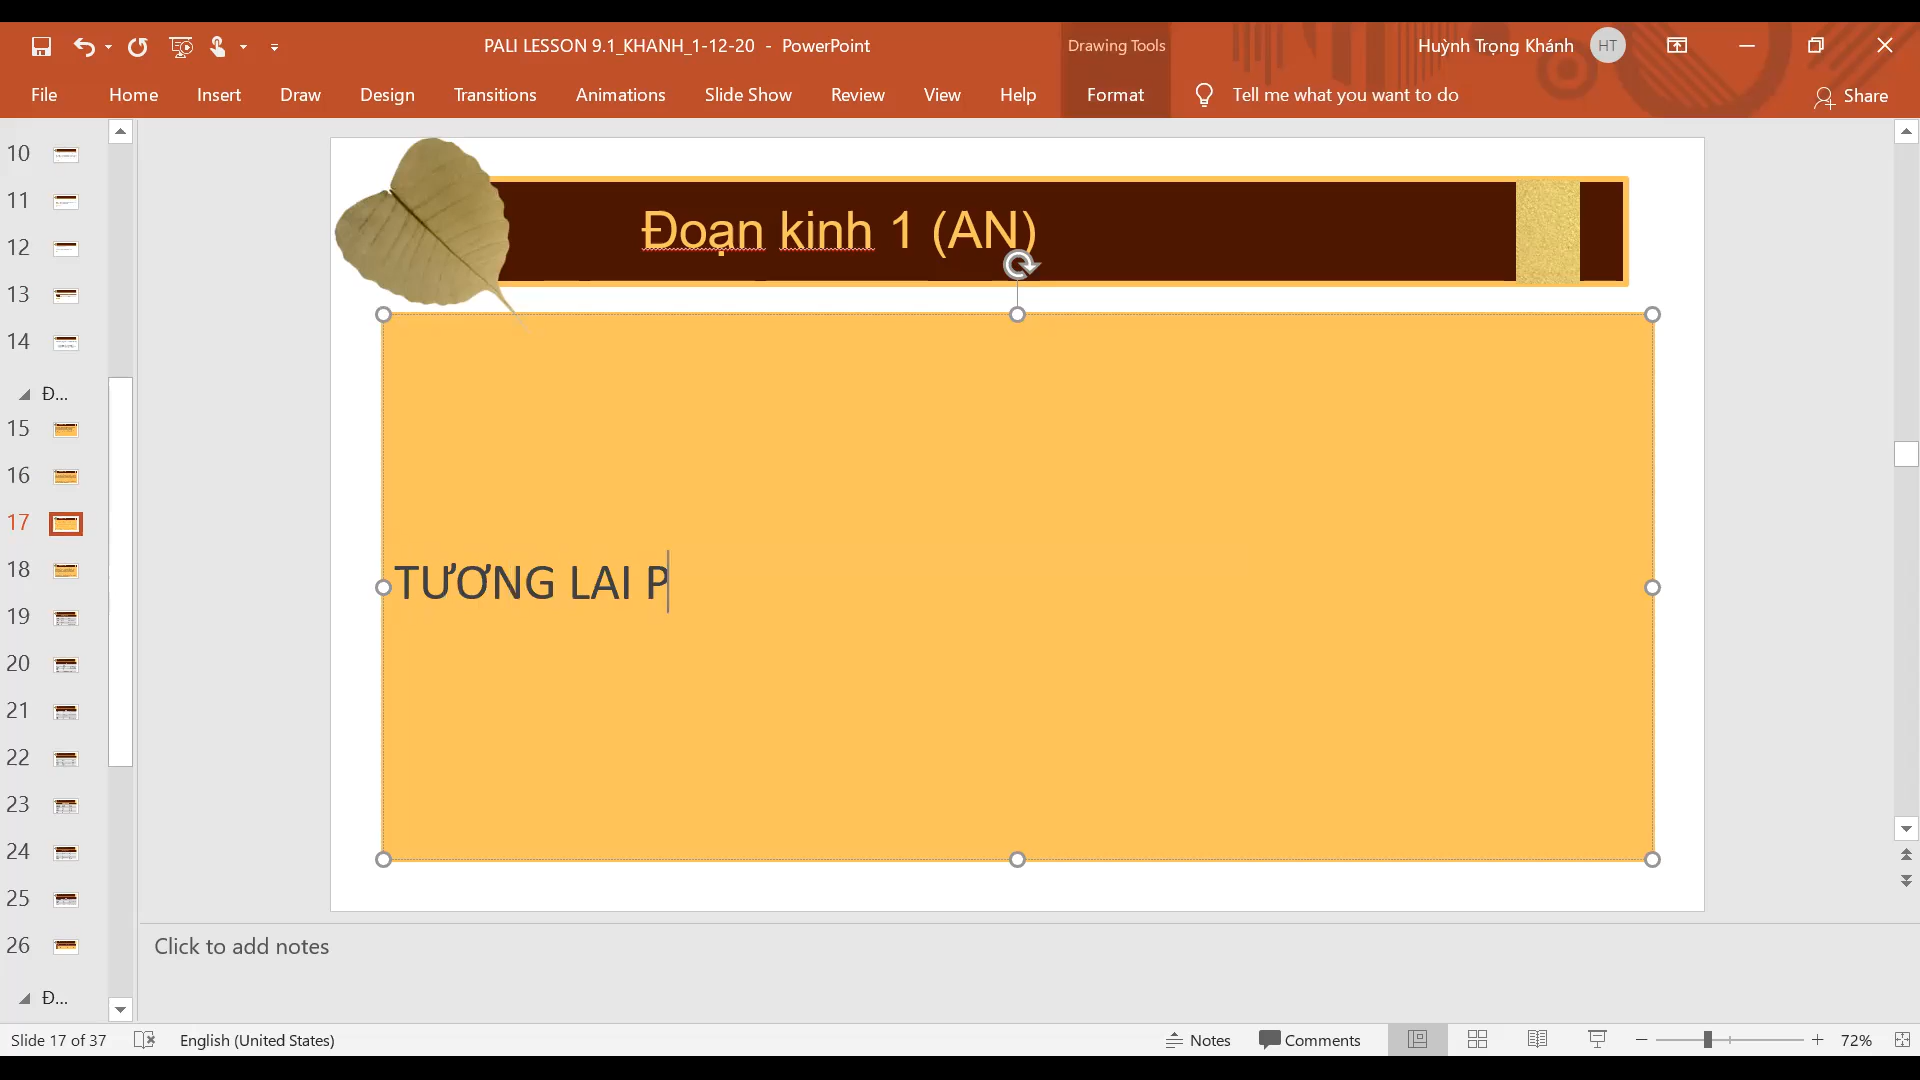 PALI LESSON 9.1_KHANH_1-12-20 - PowerPoint
Drawing Tools
Huỳnh Trọng Khánh
HT
File
Home
Insert
Draw
Design
Transitions
Animations
Slide Show
Review
View
Help
Format
Tell me what you want to do
Share
10
11
12
13
14
Đ...
15
16
17
18
19
20
21
22
23
24
25
26
Đ...
Đoạn kinh 1 (AN)
TƯƠNG LAI P
Click to add notes
Slide 17 of 37
English (United States)
Notes
Comments
72%